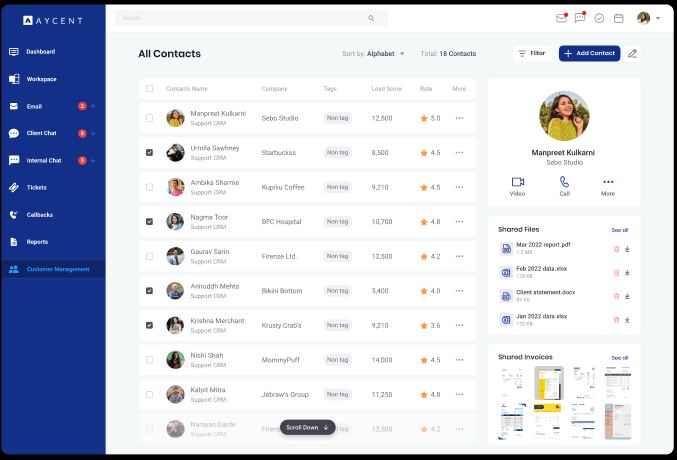 AYCENT
Search
Dashboard
Workspace
Email 2 +
Client Chat 8 +
Internal Chat 5 +
Tickets
Callbacks
Reports
Customer Management
All Contacts
Sort by: Alphabet
Total: 18 Contacts
Filter
+ Add Contact
Contacts Name Company Tags Lead Score Rate More
Manpreet Kulkarni
Support CRM
Sebo Studio Non tag 12,500 5.0
Urmila Sawhney
Support CRM
Starbuckss 8,500 4.5
Ambika Sharma
Support CRM
Kupiku Coffee Non tag 9,210 4.5
Nagma Toor
Support CRM
BFC Hospital Non tag 10,700 4.8
Gaurav Sarin
Support CRM
Firenze Ltd. Non tag 12,500 4.2
Aniruddh Mehta
Support CRM
Bikini Bottom Non tag 5,400 4.0
Krishna Merchant
Support CRM
Krusty Crab's Non tag 9,210 3.6
Nishi Shah
Support CRM
MommyPuff Non tag 14,000 4.5
Kalpit Mitra
Support CRM
Jebraw's Group Non tag 11,250 4.8
Narayan Garde
Support CRM
Non tag 12,500 4.2
Scroll Down ↓
Manpreet Kulkarni
Sebo Studio
Video Call More
Shared Files See all
Mar 2022 report.pdf
1.2 MB
Feb 2022 data.xlsx
128 KB
Client statement.docx
85 KB
Jan 2022 data.xlsx
132 KB
Shared Invoices See all